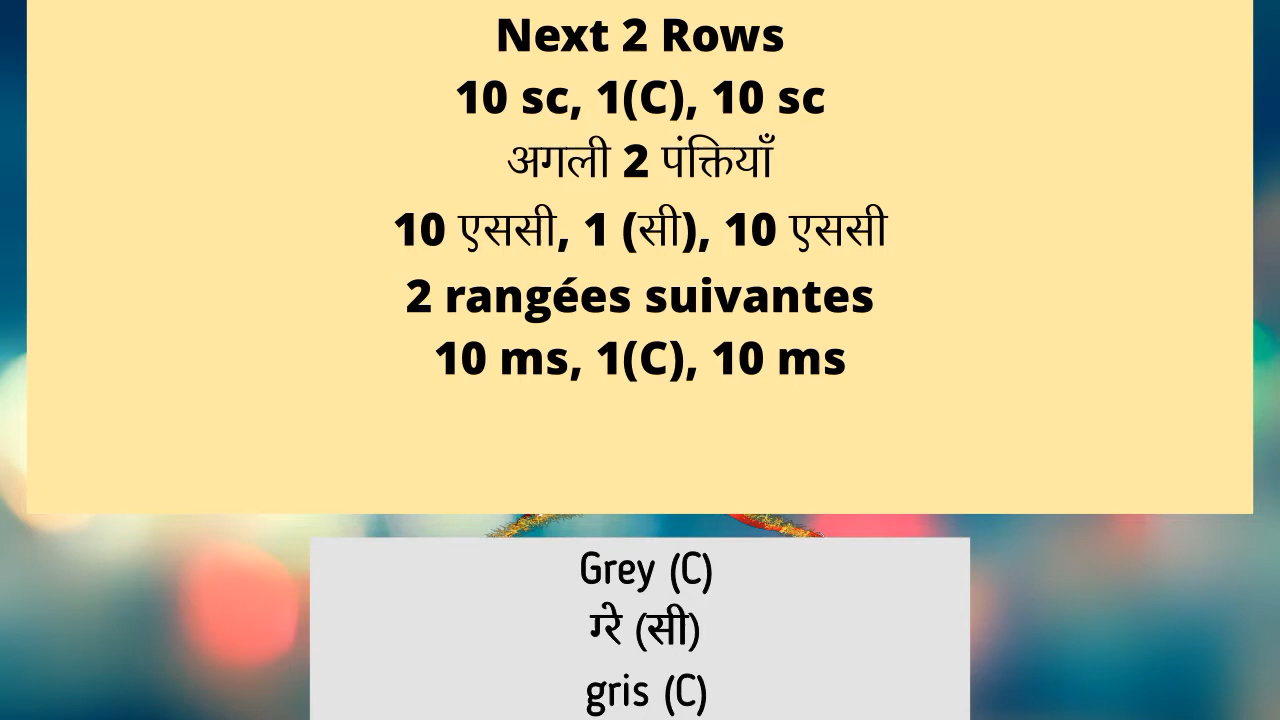 Next 2 Rows
10 sc, 1(C), 10 sc
अगली 2 पंक्तियाँ
10 एससी, 1 (सी), 10 एससी
2 rangées suivantes
10 ms, 1(C), 10 ms
Grey (C)
ग्रे (सी)
gris (C)